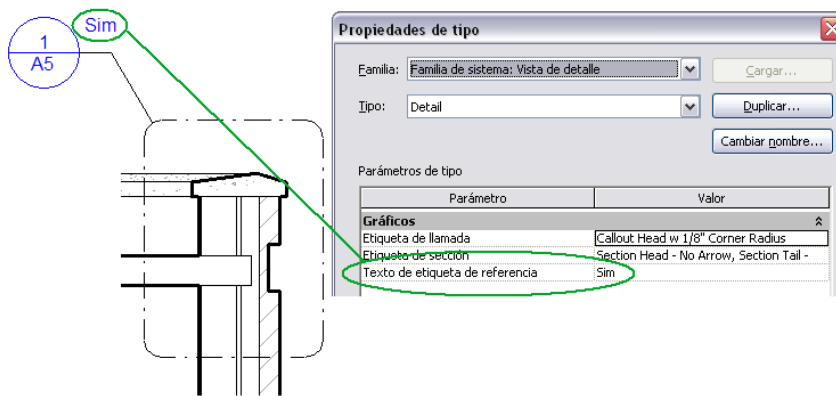 Sim
1
A5
Propiedades de tipo
Familia: Familia de sistema: Vista de detalle Cargar...
Tipo: Detail Duplicar...
Cambiar nombre...
Parámetros de tipo
Parámetro Valor
Gráficos
Etiqueta de llamada Callout Head w 1/8" Corner Radius
Etiqueta de sección Section Head - No Arrow, Section Tail -
Texto de etiqueta de referencia Sim